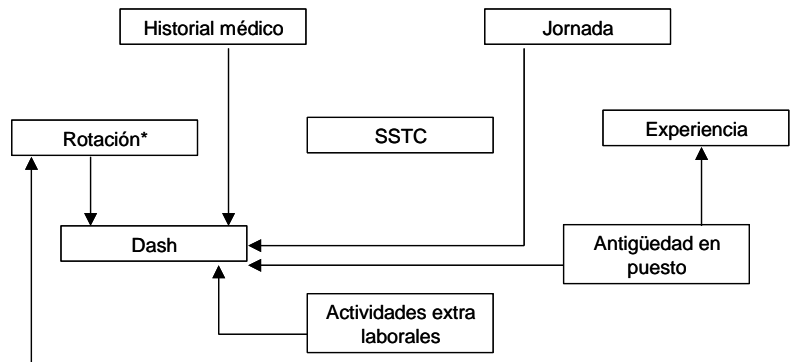 Historial médico
Jornada
Rotación*
SSTC
Experiencia
Dash
Antigüedad en
puesto
Actividades extra
laborales